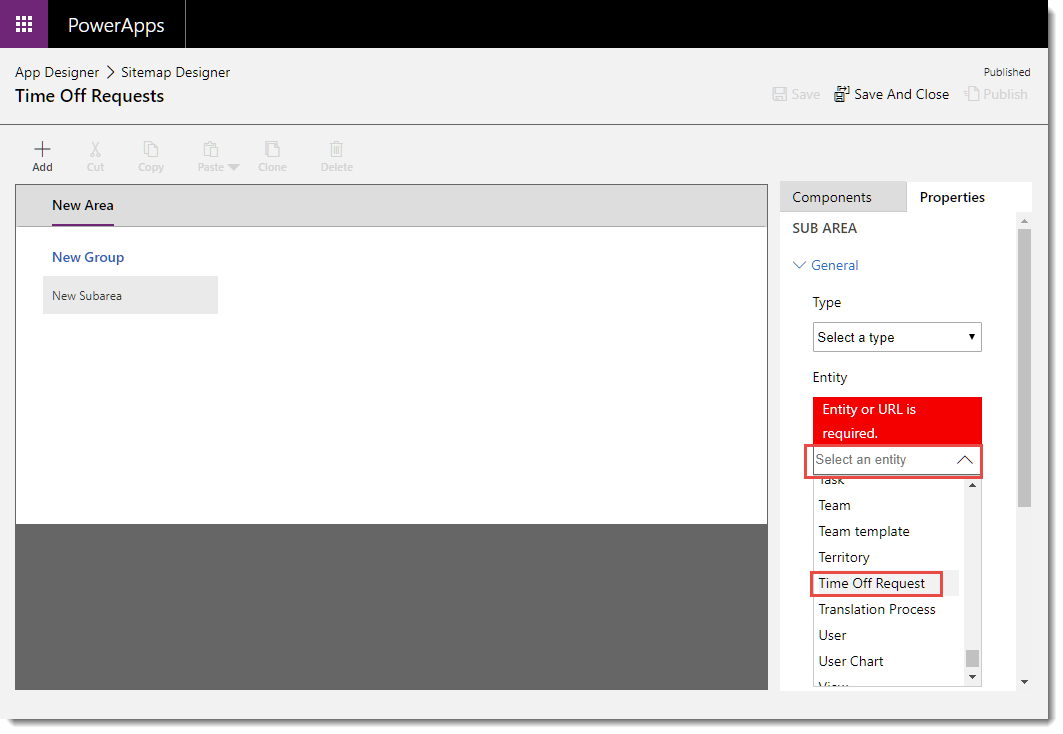 PowerApps
App Designer > Sitemap Designer
Published
Time Off Requests
Save
Save And Close
Publish
Add
Cut
Copy
Paste
Clone
Delete
New Area
New Group
New Subarea
Components
Properties
SUB AREA
General
Type
Select a type
Entity
Entity or URL is
required.
Select an entity
Task
Team
Team template
Territory
Time Off Request
Translation Process
User
User Chart
View